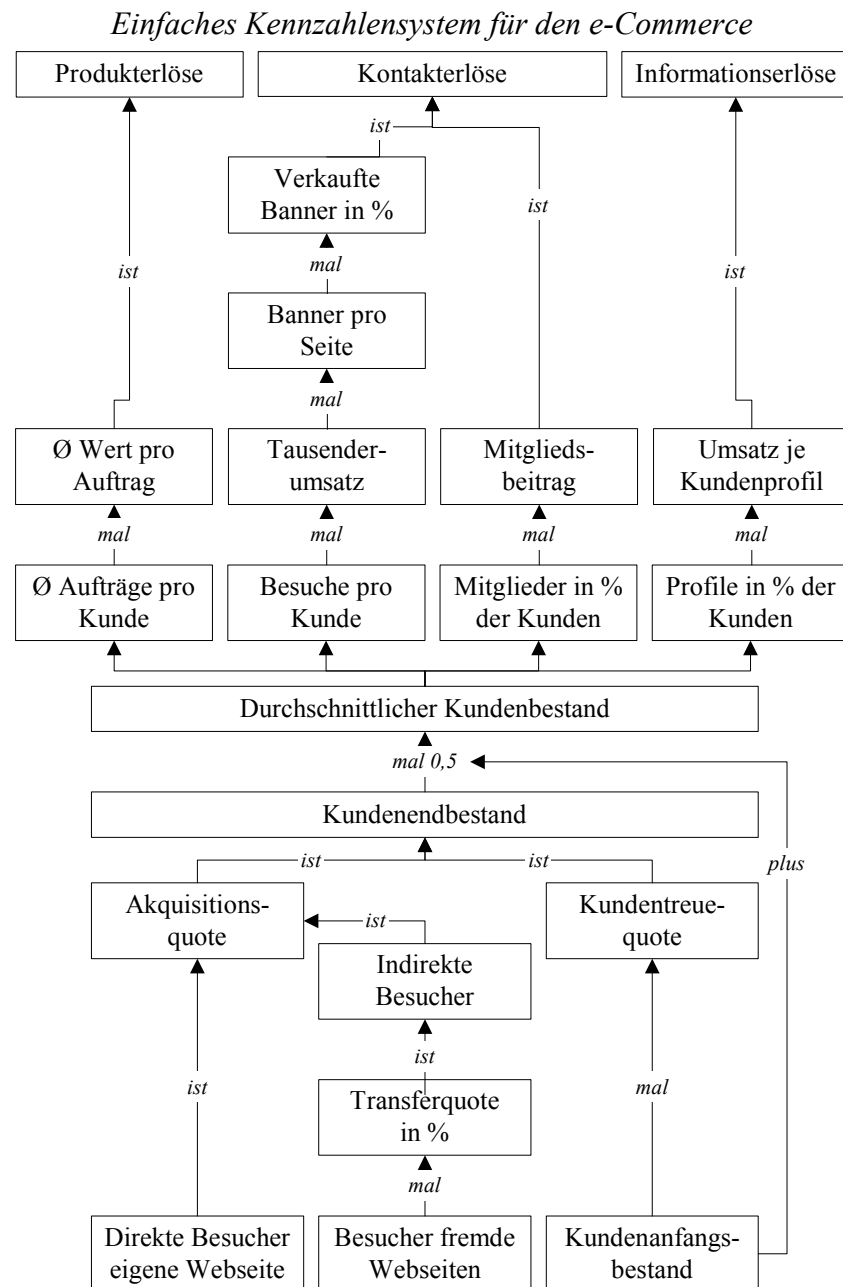 Einfaches Kennzahlensystem für den e-Commerce
Produkterlöse
Kontakterlöse
Informationserlöse
ist
Verkaufte
Banner in %
ist
ist
mal
ist
Banner pro
Seite
mal
Ø Wert pro
Auftrag
Tausender-
umsatz
Mitglieds-
beitrag
Umsatz je
Kundenprofil
mal
mal
mal
mal
Ø Aufträge pro
Kunde
Besuche pro
Kunde
Mitglieder in %
der Kunden
Profile in % der
Kunden
Durchschnittlicher Kundenbestand
mal 0,5
Kundenendbestand
ist
ist
plus
Akquisitions-
quote
Kundentreue-
quote
ist
Indirekte
Besucher
ist
ist
mal
Transferquote
in %
mal
Direkte Besucher
eigene Webseite
Besucher fremde
Webseiten
Kundenanfangs-
bestand